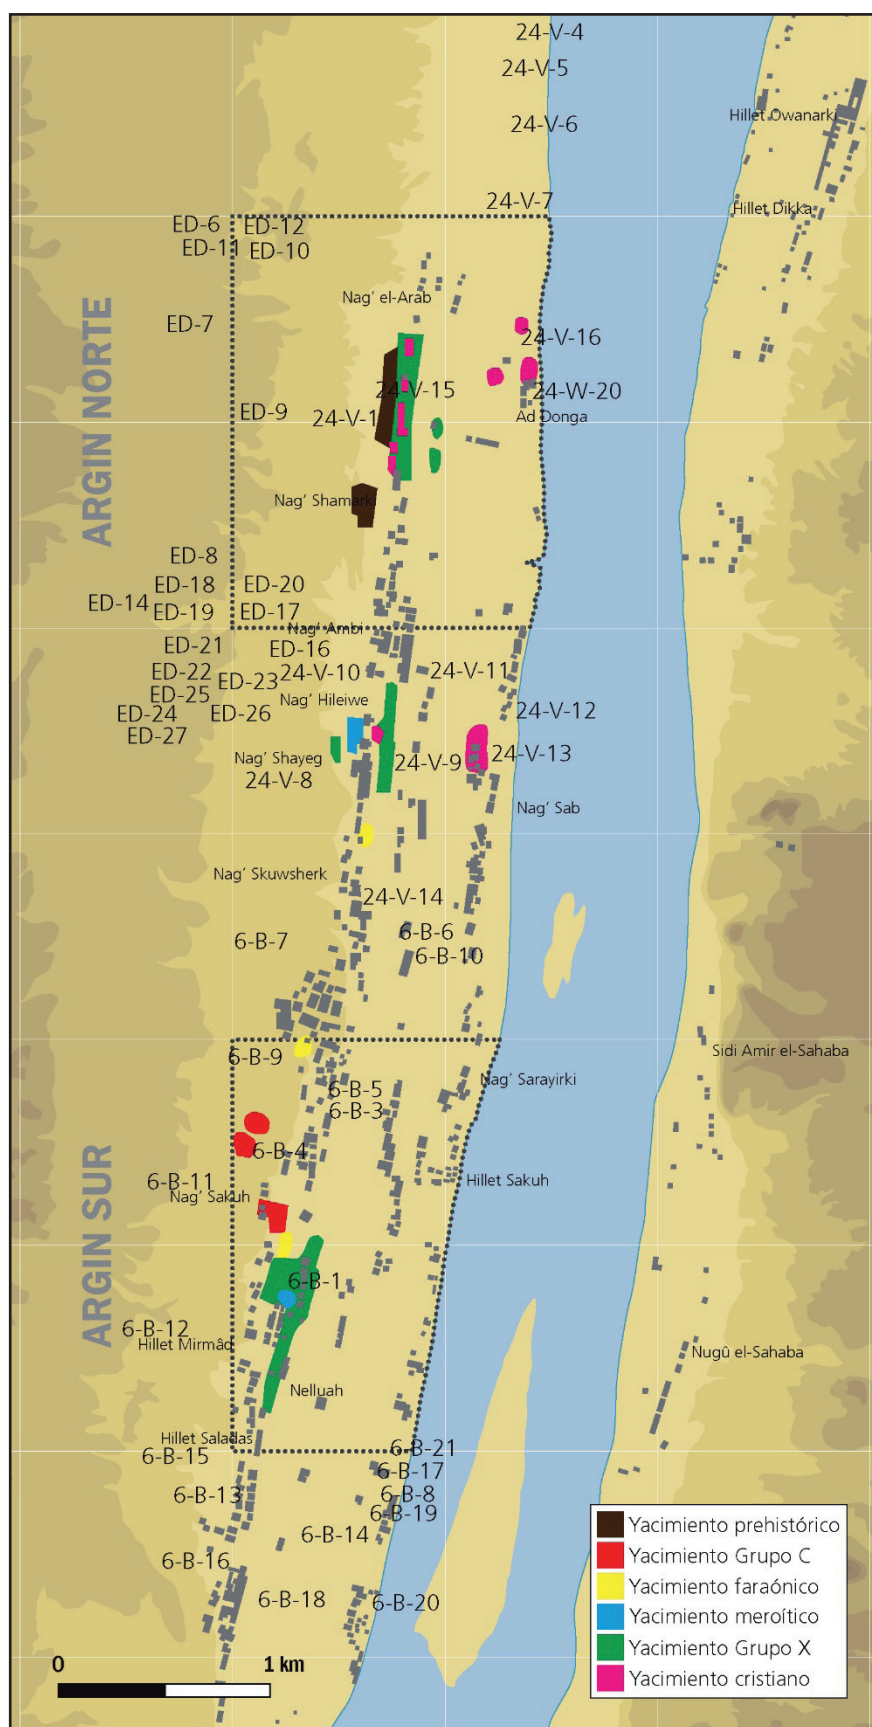 24-V-4
24-V-5
Hillet Owanarki
24-V-6
24-V-7
Hillet Dikka
ED-6
ED-12
ED-11
ED-10
Nag' el-Arab
ARGIN NORTE
ED-7
24-V-16
24-V-15
24-W-20
ED-9
24-V-1
Ad Donga
Nag' Shamarki
ED-8
ED-18
ED-20
ED-14
ED-19
ED-17
Nag' Ambi
ED-21
ED-16
ED-22
24-V-10
24-V-11
ED-23
ED-25
Nag' Hileiwe
ED-24
ED-26
24-V-12
ED-27
Nag' Shayeg
24-V-9
24-V-13
24-V-8
Nag' Sab
Nag' Skuwsherk
24-V-14
6-B-7
6-B-6
6-B-10
6-B-9
Sidi Amir el-Sahaba
Nag' Sarayirki
6-B-5
6-B-3
ARGIN SUR
6-B-4
6-B-11
Nag' Sakuh
Hillet Sakuh
6-B-1
6-B-12
Hillet Mirmâd
Nugû el-Sahaba
Nelluah
Hillet Saladas
6-B-15
6-B-21
6-B-17
6-B-13
6-B-8
6-B-19
6-B-14
6-B-16
6-B-18
6-B-20
Yacimiento prehistórico
Yacimiento Grupo C
Yacimiento faraónico
Yacimiento meroítico
Yacimiento Grupo X
Yacimiento cristiano
0 1 km